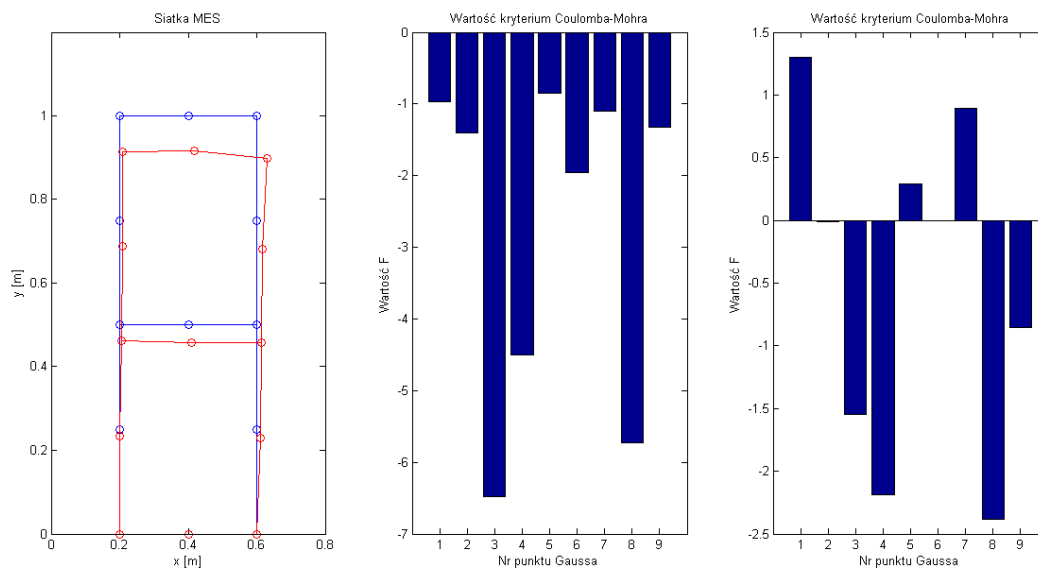 Siatka MES
y [m]
1
0.8
0.6
0.4
0.2
0
0 0.2 0.4 0.6 0.8
x [m]
Wartość kryterium Coulomba-Mohra
Wartość F
0
-1
-2
-3
-4
-5
-6
-7
1 2 3 4 5 6 7 8 9
Nr punktu Gaussa
Wartość kryterium Coulomba-Mohra
Wartość F
1.5
1
0.5
0
-0.5
-1
-1.5
-2
-2.5
1 2 3 4 5 6 7 8 9
Nr punktu Gaussa